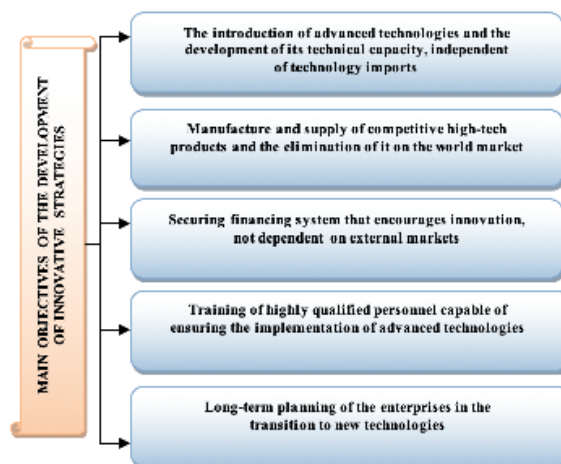 MAIN OBJECTIVES OF THE DEVELOPMENT
OF INNOVATIVE STRATEGIES
The introduction of advanced technologies and the
development of its technical capacity, independent
of technology imports
Manufacture and supply of competitive high-tech
products and the elimination of it on the world market
Securing financing system that encourages innovation,
not dependent on external markets
Training of highly qualified personnel capable of
ensuring the implementation of advanced technologies
Long-term planning of the enterprises in the
transition to new technologies